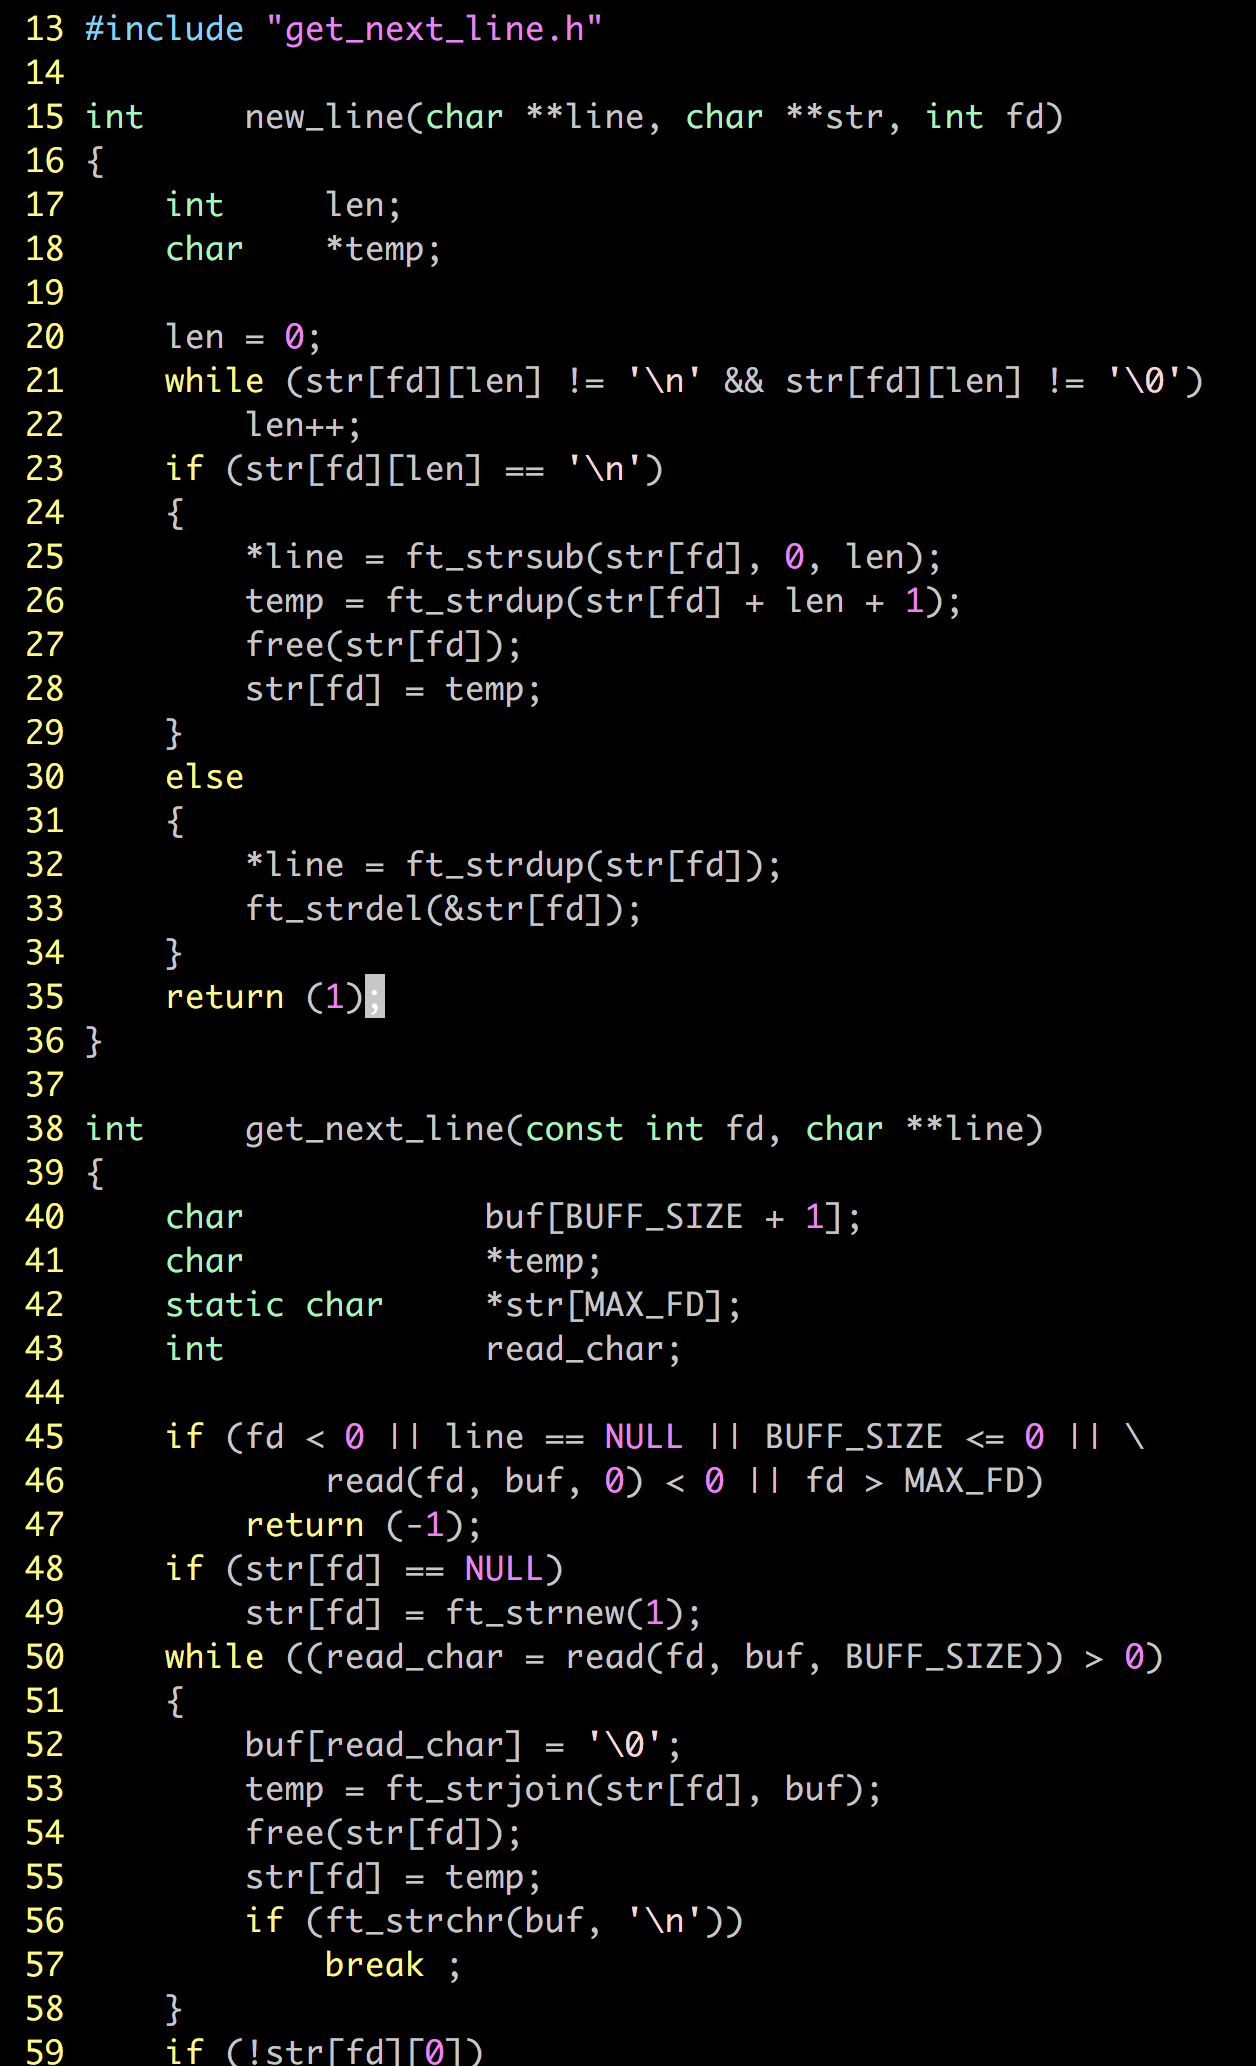 13 #include "get_next_line.h"
14
15 int     new_line(char **line, char **str, int fd)
16 {
17     int     len;
18     char    *temp;
19
20     len = 0;
21     while (str[fd][len] != '\n' && str[fd][len] != '\0')
22         len++;
23     if (str[fd][len] == '\n')
24     {
25         *line = ft_strsub(str[fd], 0, len);
26         temp = ft_strdup(str[fd] + len + 1);
27         free(str[fd]);
28         str[fd] = temp;
29     }
30     else
31     {
32         *line = ft_strdup(str[fd]);
33         ft_strdel(&str[fd]);
34     }
35     return (1);
36 }
37
38 int     get_next_line(const int fd, char **line)
39 {
40     char            buf[BUFF_SIZE + 1];
41     char            *temp;
42     static char     *str[MAX_FD];
43     int             read_char;
44
45     if (fd < 0 || line == NULL || BUFF_SIZE <= 0 || \
46             read(fd, buf, 0) < 0 || fd > MAX_FD)
47         return (-1);
48     if (str[fd] == NULL)
49         str[fd] = ft_strnew(1);
50     while ((read_char = read(fd, buf, BUFF_SIZE)) > 0)
51     {
52         buf[read_char] = '\0';
53         temp = ft_strjoin(str[fd], buf);
54         free(str[fd]);
55         str[fd] = temp;
56         if (ft_strchr(buf, '\n'))
57             break ;
58     }
59     if (!str[fd][0])